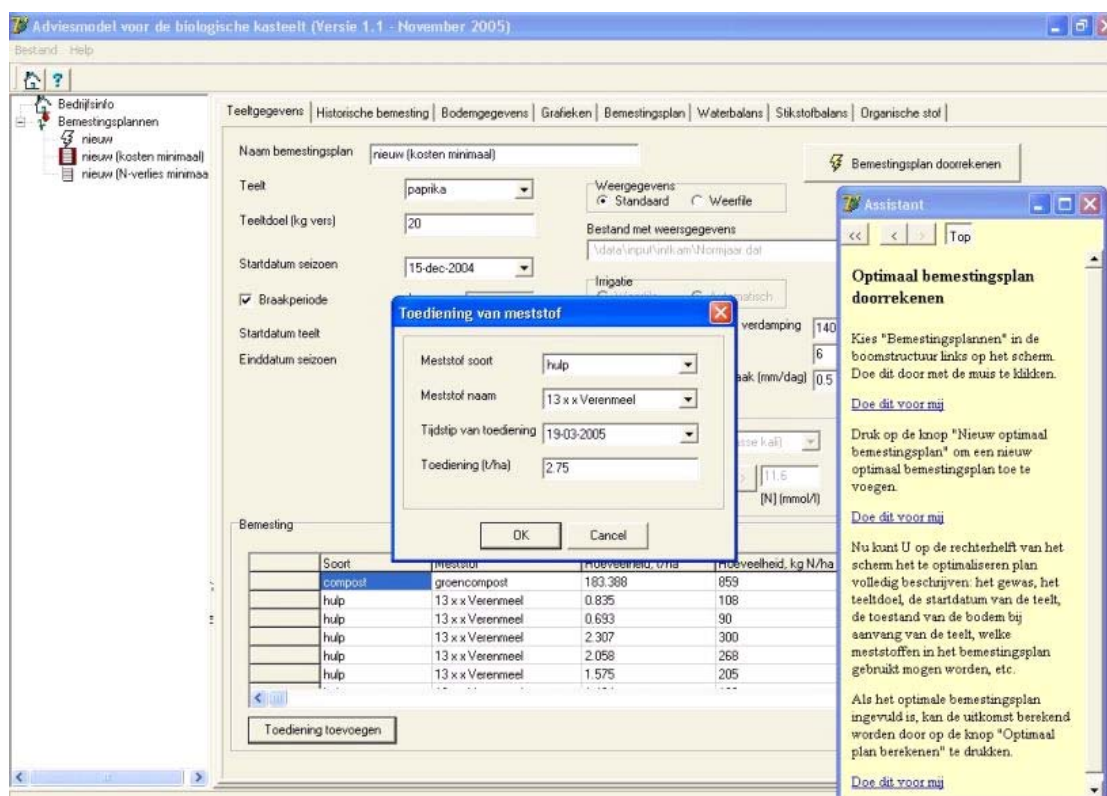 Adviesmodel voor de biologische kasteelt (Versie 1.1 - November 2005)
Bestand Help
Bedrijfsinfo
Bemestingsplannen
nieuw
nieuw (kosten minimaal)
nieuw (N-verlies minimaa
Teeltgegevens Historische bemesting Bodemgegevens Grafieken Bemestingsplan Waterbalans Stikstofbalans Organische stof
Naam bemestingsplan nieuw (kosten minimaal)
Bemestingsplan doorrekenen
Teelt paprika
Teeltdoel (kg vers) 20
Startdatum seizoen 15-dec-2004
Braakperiode
Startdatum teelt
Einddatum seizoen
Weergegevens
Standaard Weerfile
Bestand met weersgegevens
\data\input\intkam\Normjaar.dat
Irrigatie
verdamping 140
6
aak (mm/dag) 0.5
sse kali)
11.6
[N] (mmol/l)
Toediening van meststof
Meststof soort hulp
Meststof naam 13 x x Verenmeel
Tijdstip van toediening 19-03-2005
Toediening (t/ha) 2.75
OK Cancel
Bemesting
Soort Meststof Hoeveelheid, t/ha Hoeveelheid, kg N/ha
compost groencompost 183.388 859
hulp 13 x x Verenmeel 0.835 108
hulp 13 x x Verenmeel 0.693 90
hulp 13 x x Verenmeel 2.307 300
hulp 13 x x Verenmeel 2.058 268
hulp 13 x x Verenmeel 1.575 205
Toediening toevoegen
Assistant
<< < > Top
Optimaal bemestingsplan
doorrekenen
Kies "Bemestingsplannen" in de
boomstructuur links op het scherm.
Doe dit door met de muis te klikken.
Doe dit voor mij
Druk op de knop "Nieuw optimaal
bemestingsplan" om een nieuw
optimaal bemestingsplan toe te
voegen.
Doe dit voor mij
Nu kunt U op de rechterhelft van het
scherm het te optimaliseren plan
volledig beschrijven: het gewas, het
teeltdoel, de startdatum van de teelt,
de toestand van de bodem bij
aanvang van de teelt, welke
meststoffen in het bemestingsplan
gebruikt mogen worden, etc.
Als het optimale bemestingsplan
ingevuld is, kan de uitkomst berekend
worden door op de knop "Optimaal
plan berekenen" te drukken.
Doe dit voor mij